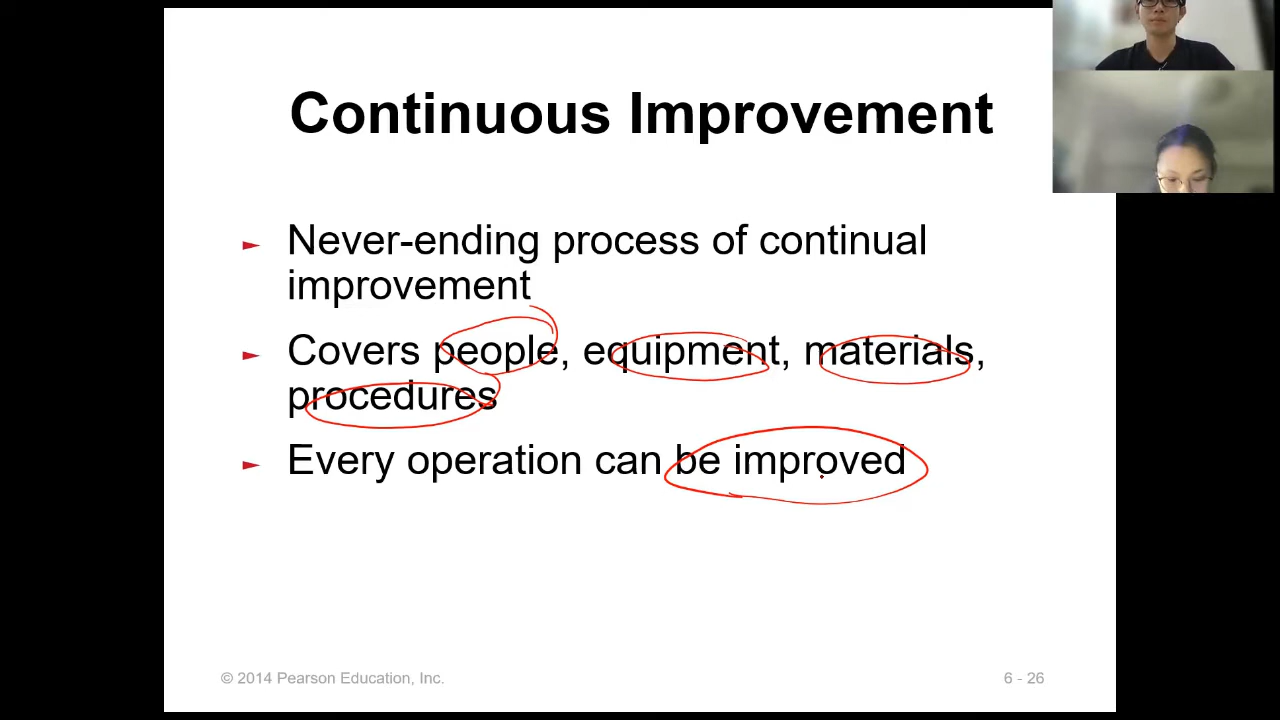 Continuous Improvement
► Never-ending process of continual
improvement
► Covers people, equipment, materials,
procedures
► Every operation can be improved
© 2014 Pearson Education, Inc.
6 - 26